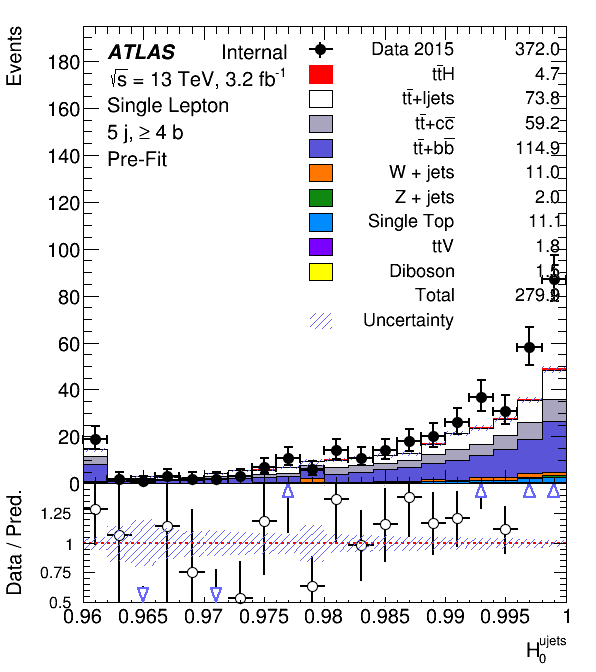 Events
180
160
140
120
100
80
60
40
20
0
ATLAS Internal
√s = 13 TeV, 3.2 fb⁻¹
Single Lepton
5 j, ≥ 4 b
Pre-Fit
Data 2015 372.0
tt̄H 4.7
tt̄+ljets 73.8
tt̄+cc̄ 59.2
tt̄+bb̄ 114.9
W + jets 11.0
Z + jets 2.0
Single Top 11.1
ttV 1.8
Diboson 1.5
Total 279.9
Uncertainty
Data / Pred.
1.25
1
0.75
0.5
0.96 0.965 0.97 0.975 0.98 0.985 0.99 0.995 1
H₀^ujets